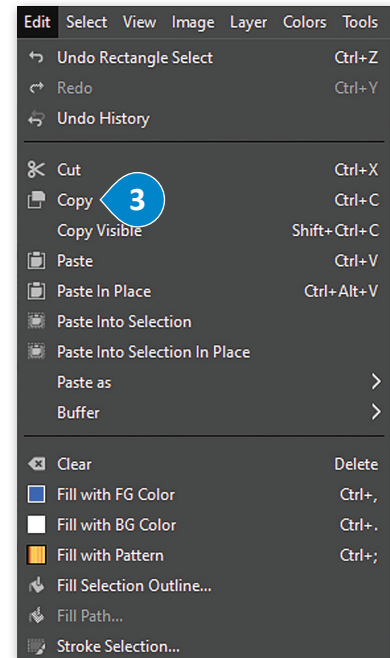 Edit Select View Image Layer Colors Tools
Undo Rectangle Select Ctrl+Z
Redo Ctrl+Y
Undo History
Cut Ctrl+X
Copy 3 Ctrl+C
Copy Visible Shift+Ctrl+C
Paste Ctrl+V
Paste In Place Ctrl+Alt+V
Paste Into Selection
Paste Into Selection In Place
Paste as
Buffer
Clear Delete
Fill with FG Color Ctrl+,
Fill with BG Color Ctrl+.
Fill with Pattern Ctrl+;
Fill Selection Outline...
Fill Path...
Stroke Selection...